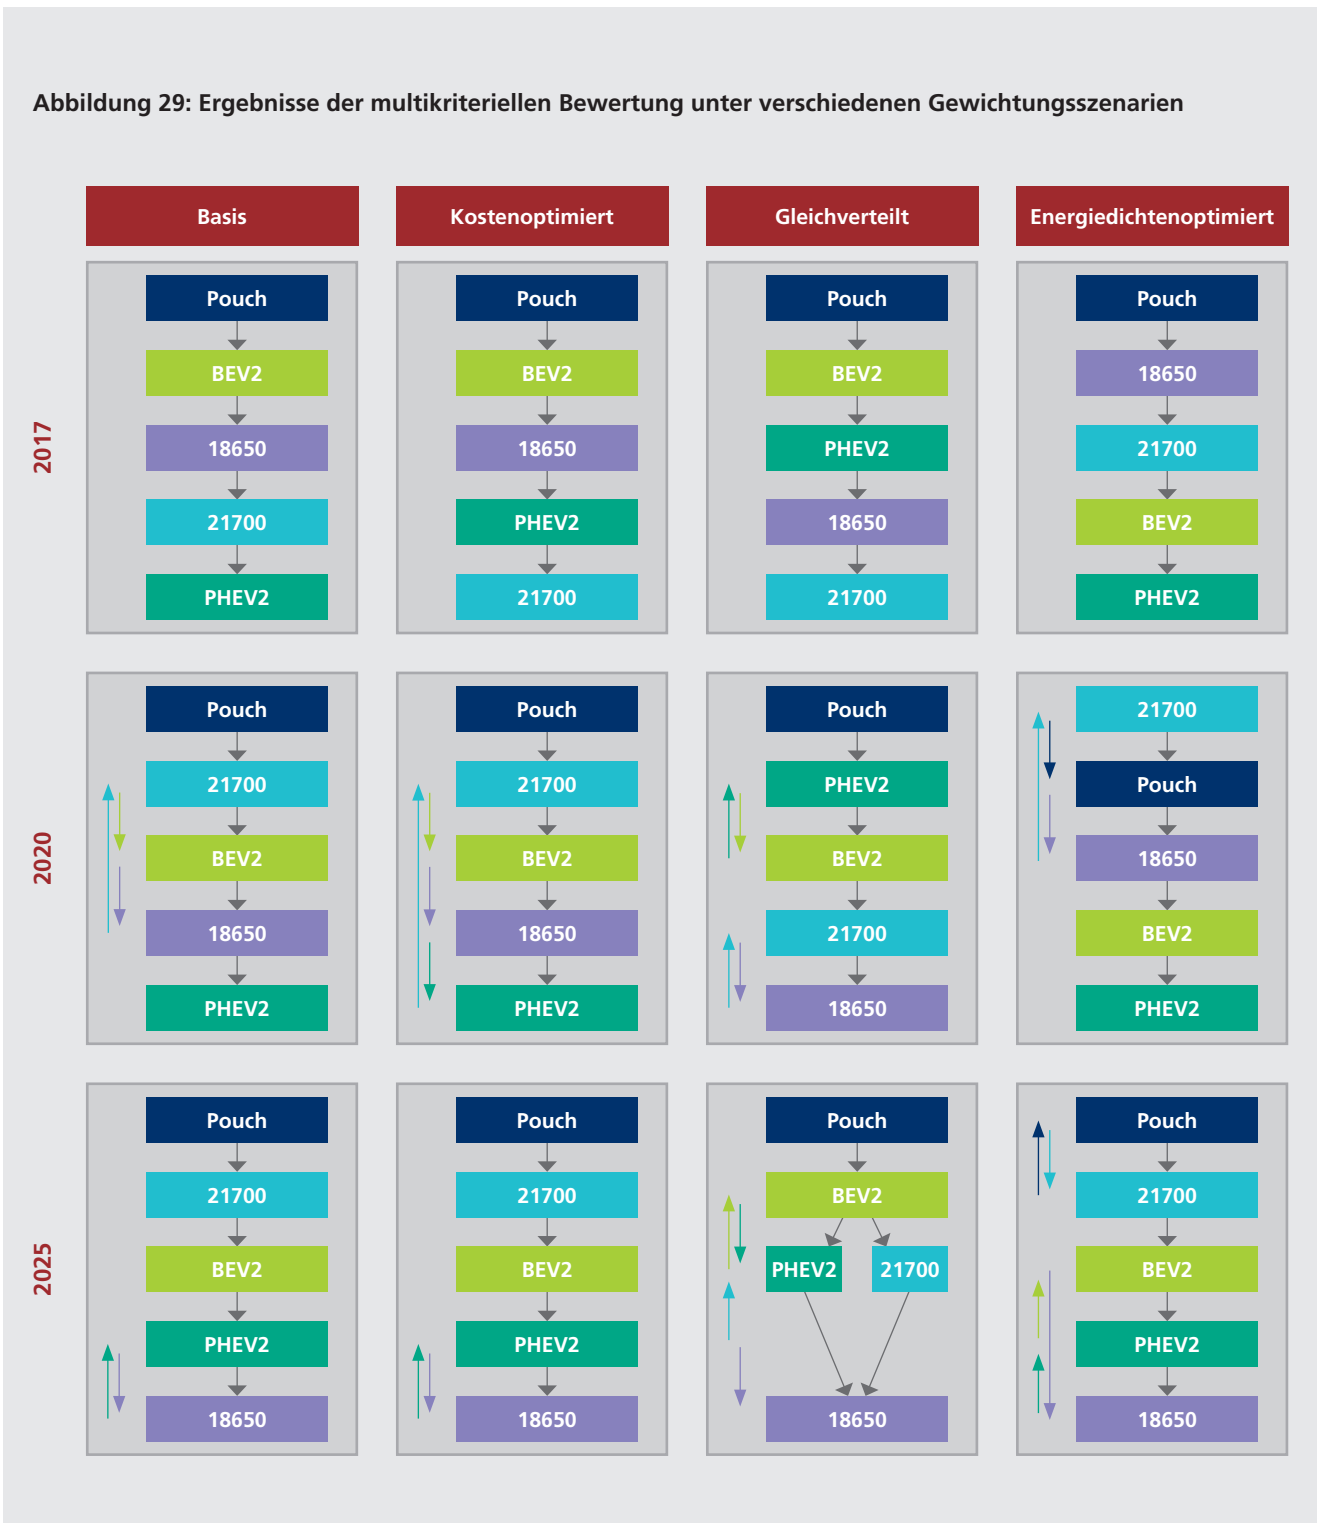 Abbildung 29: Ergebnisse der multikriteriellen Bewertung unter verschiedenen Gewichtungsszenarien
Basis
Kostenoptimiert
Gleichverteilt
Energiedichtenoptimiert
2017
Pouch
BEV2
18650
21700
PHEV2
Pouch
BEV2
18650
PHEV2
21700
Pouch
BEV2
PHEV2
18650
21700
Pouch
18650
21700
BEV2
PHEV2
2020
Pouch
21700
BEV2
18650
PHEV2
Pouch
21700
BEV2
18650
PHEV2
Pouch
PHEV2
BEV2
21700
18650
21700
Pouch
18650
BEV2
PHEV2
2025
Pouch
21700
BEV2
PHEV2
18650
Pouch
21700
BEV2
PHEV2
18650
Pouch
BEV2
PHEV2
21700
18650
Pouch
21700
BEV2
PHEV2
18650